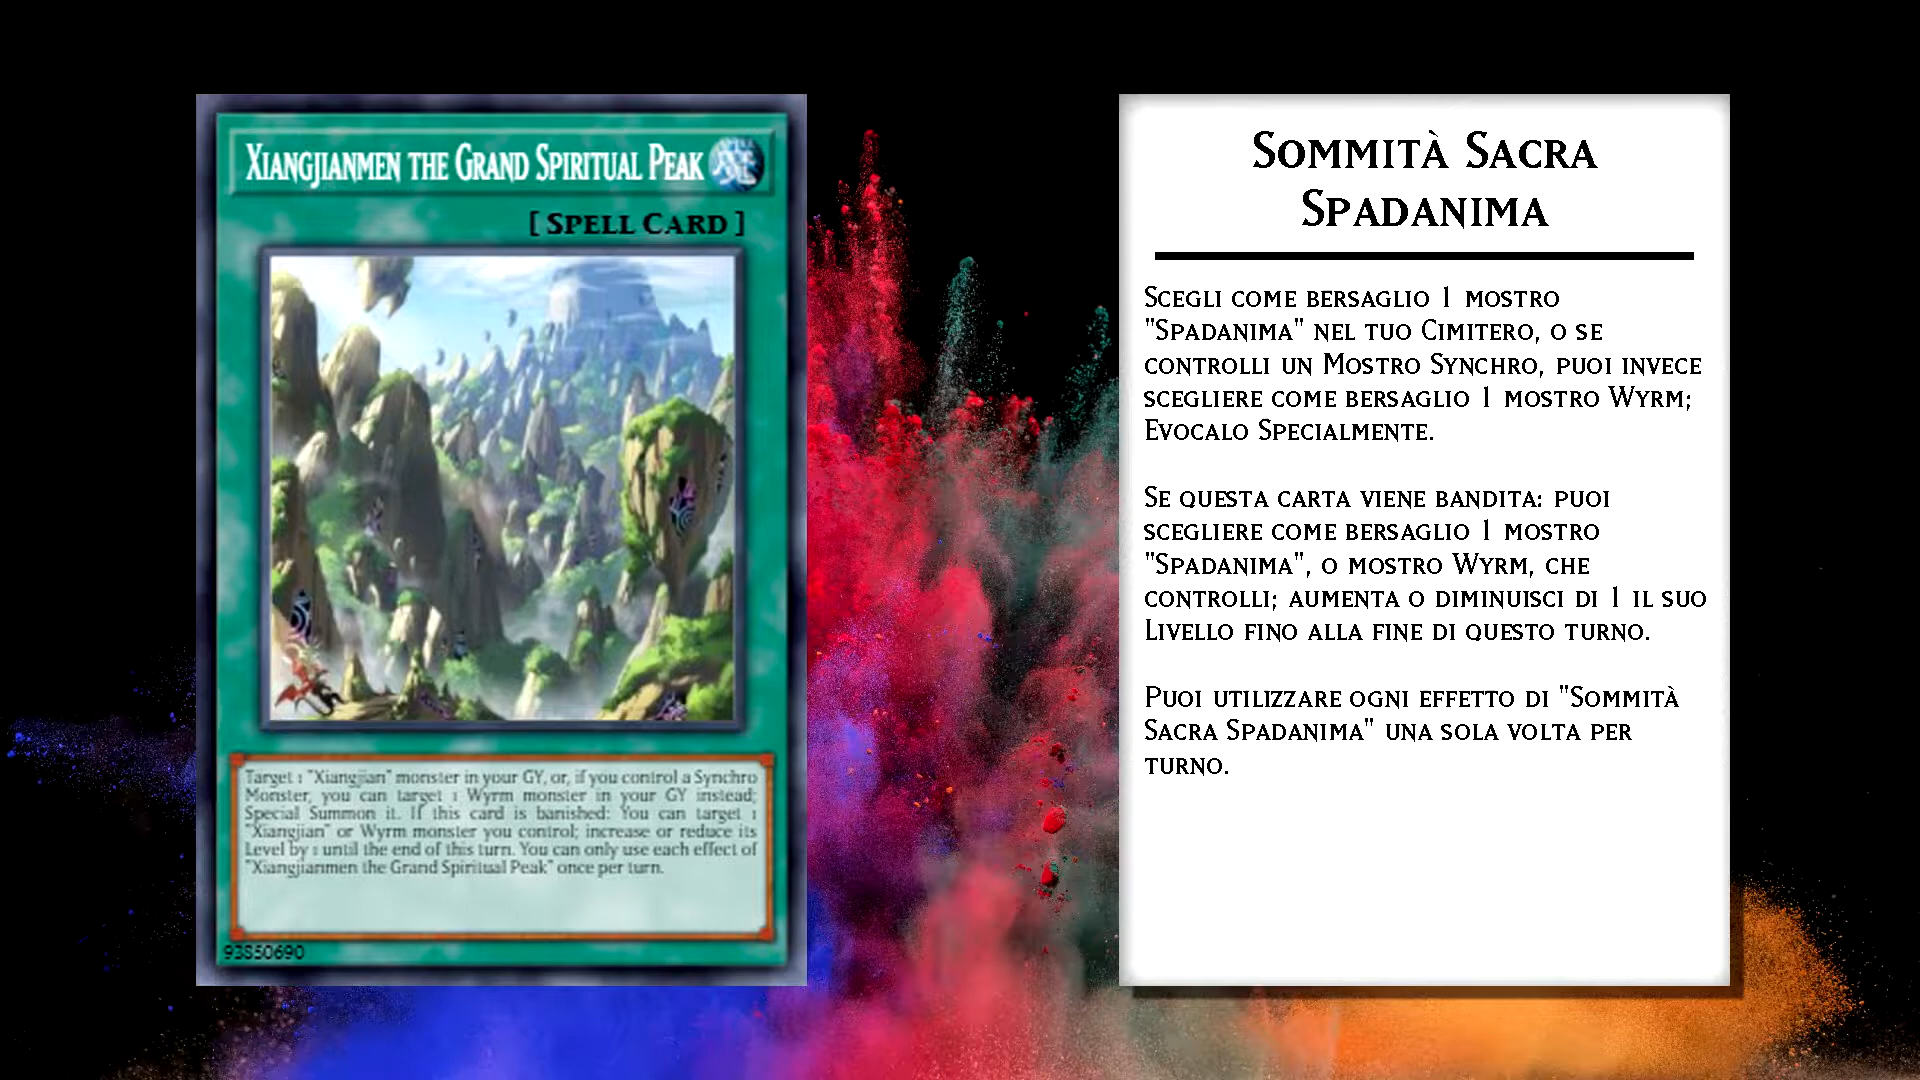 Xiangjianmen the Grand Spiritual Peak
[ Spell Card ]
Target 1 "Xiangjian" monster in your GY, or, if you control a Synchro
Monster, you can target 1 Wyrm monster in your GY instead;
Special Summon it. If this card is banished: You can target 1
"Xiangjian" or Wyrm monster you control; increase or reduce its
Level by 1 until the end of this turn. You can only use each effect of
"Xiangjianmen the Grand Spiritual Peak" once per turn.
93850690
Sommità Sacra
Spadanima
Scegli come bersaglio 1 mostro
"Spadanima" nel tuo Cimitero, o se
controlli un Mostro Synchro, puoi invece
scegliere come bersaglio 1 mostro Wyrm;
Evocalo Specialmente.
Se questa carta viene bandita: puoi
scegliere come bersaglio 1 mostro
"Spadanima", o mostro Wyrm, che
controlli; aumenta o diminuisci di 1 il suo
Livello fino alla fine di questo turno.
Puoi utilizzare ogni effetto di "Sommità
Sacra Spadanima" una sola volta per
turno.